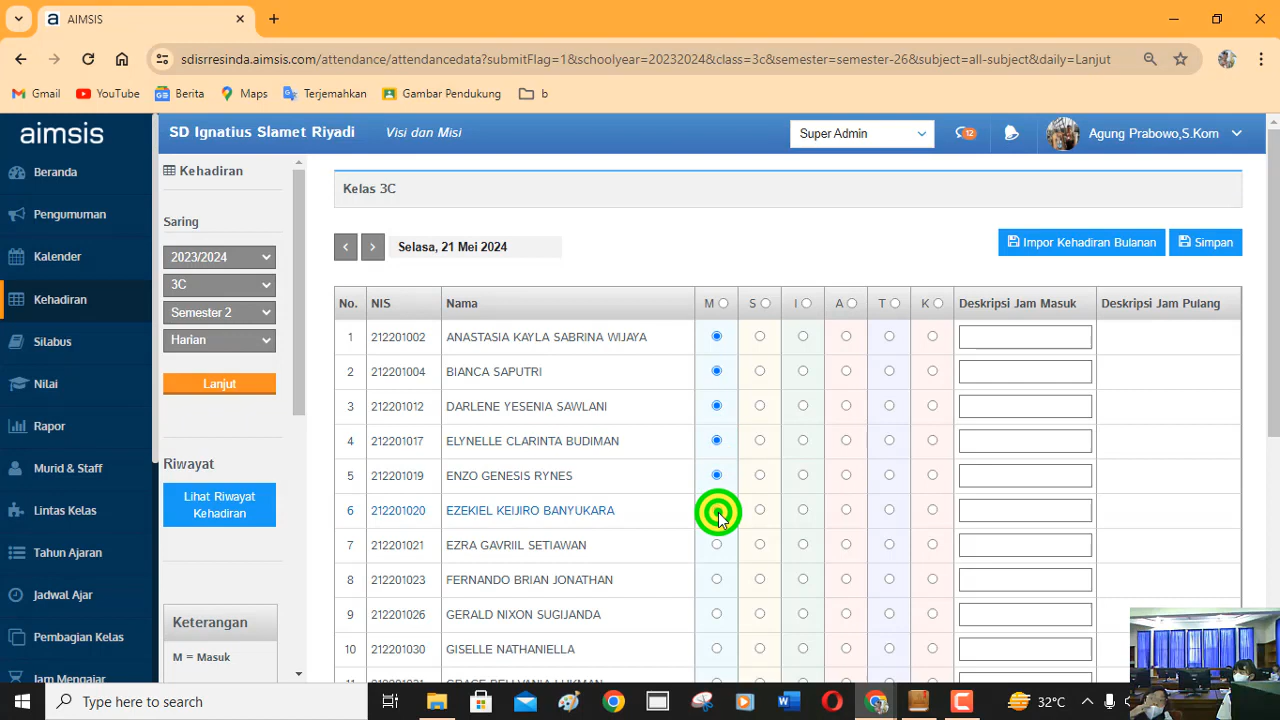 AIMSIS
sdisrresinda.aimsis.com/attendance/attendancedata?submitFlag=1&schoolyear=20232024&class=3c&semester=semester-26&subject=all-subject&daily=Lanjut
Gmail YouTube Berita Maps Terjemahkan Gambar Pendukung b
aimsis
SD Ignatius Slamet Riyadi Visi dan Misi Super Admin 12 Agung Prabowo,S.Kom
Beranda
Pengumuman
Kalender
Kehadiran
Silabus
Nilai
Rapor
Murid & Staff
Lintas Kelas
Tahun Ajaran
Jadwal Ajar
Pembagian Kelas
Jam Mengajar
Kehadiran
Saring
2023/2024
3C
Semester 2
Harian
Lanjut
Riwayat
Lihat Riwayat
Kehadiran
Keterangan
M = Masuk
Kelas 3C
Selasa, 21 Mei 2024
Impor Kehadiran Bulanan Simpan
No. NIS Nama M S I A T K Deskripsi Jam Masuk Deskripsi Jam Pulang
1 212201002 ANASTASIA KAYLA SABRINA WIJAYA
2 212201004 BIANCA SAPUTRI
3 212201012 DARLENE YESENIA SAWLANI
4 212201017 ELYNELLE CLARINTA BUDIMAN
5 212201019 ENZO GENESIS RYNES
6 212201020 EZEKIEL KEIJIRO BANYUKARA
7 212201021 EZRA GAVRIIL SETIAWAN
8 212201023 FERNANDO BRIAN JONATHAN
9 212201026 GERALD NIXON SUGIJANDA
10 212201030 GISELLE NATHANIELLA
Type here to search
32°C